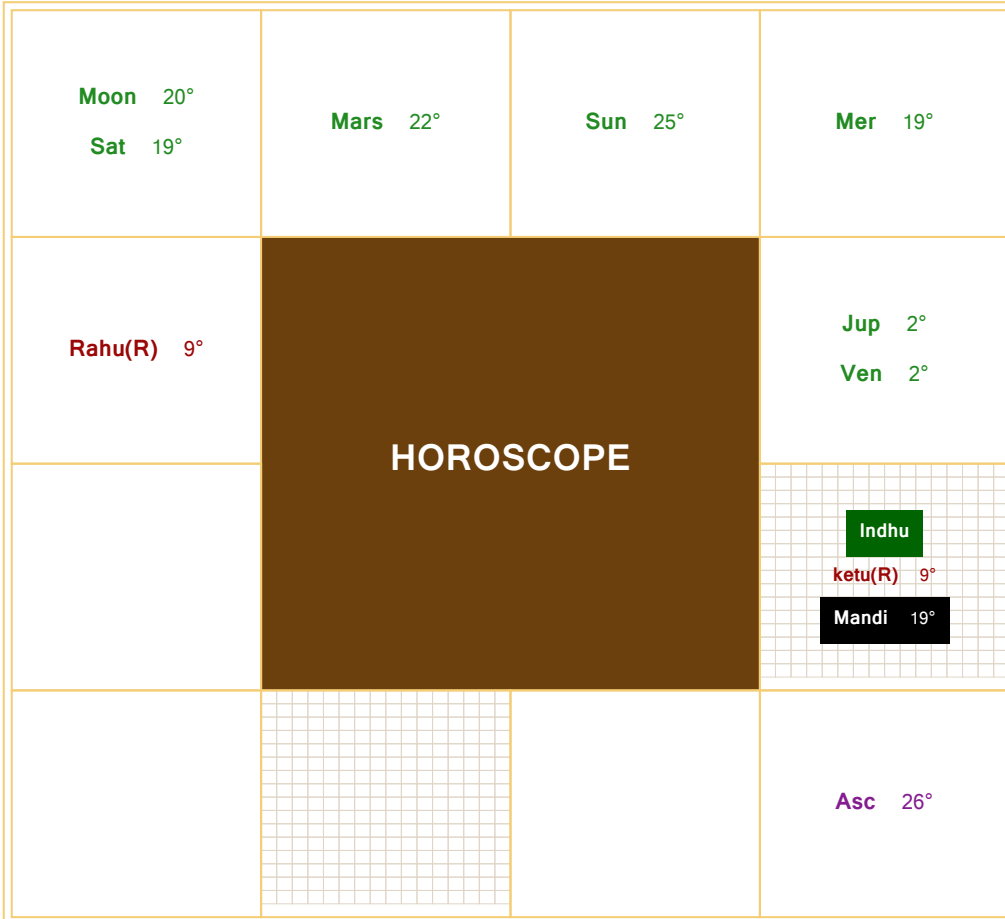 Moon 20°
Sat 19°
Mars 22°
Sun 25°
Mer 19°
Rahu(R) 9°
Jup 2°
Ven 2°
HOROSCOPE
Indhu
ketu(R) 9°
Mandi 19°
Asc 26°